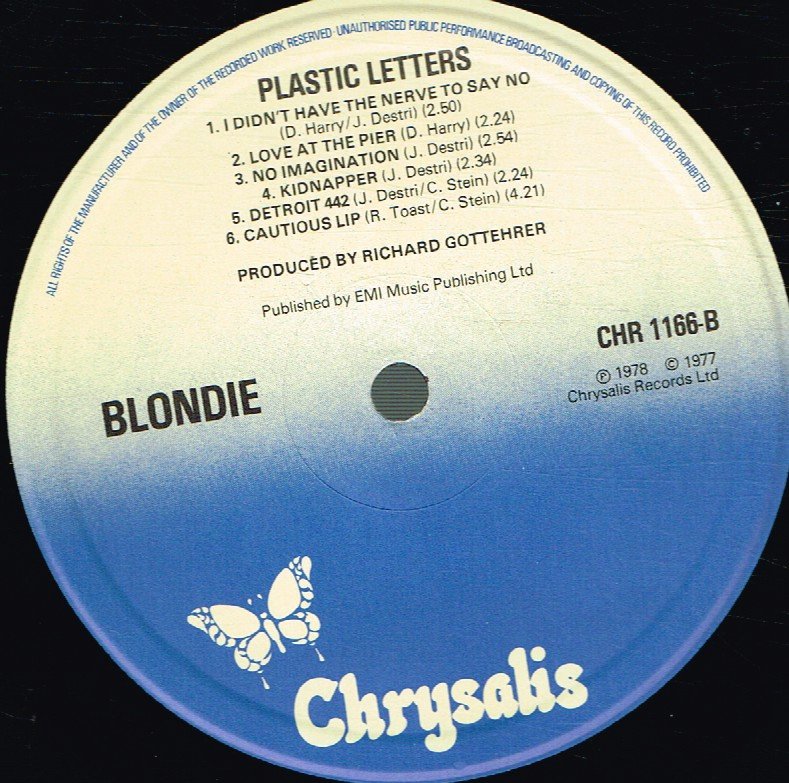 ALL RIGHTS OF THE MANUFACTURER AND OF THE OWNER OF THE RECORDED WORK RESERVED · UNAUTHORISED PUBLIC PERFORMANCE BROADCASTING AND COPYING OF THIS RECORD PROHIBITED
PLASTIC LETTERS
1. I DIDN'T HAVE THE NERVE TO SAY NO
(D. Harry/J. Destri) (2.50)
2. LOVE AT THE PIER (D. Harry) (2.24)
3. NO IMAGINATION (J. Destri) (2.54)
4. KIDNAPPER (J. Destri) (2.34)
5. DETROIT 442 (J. Destri/C. Stein) (2.24)
6. CAUTIOUS LIP (R. Toast/C. Stein) (4.21)
PRODUCED BY RICHARD GOTTEHRER
Published by EMI Music Publishing Ltd
CHR 1166-B
℗ 1978 © 1977
Chrysalis Records Ltd
BLONDIE
Chrysalis